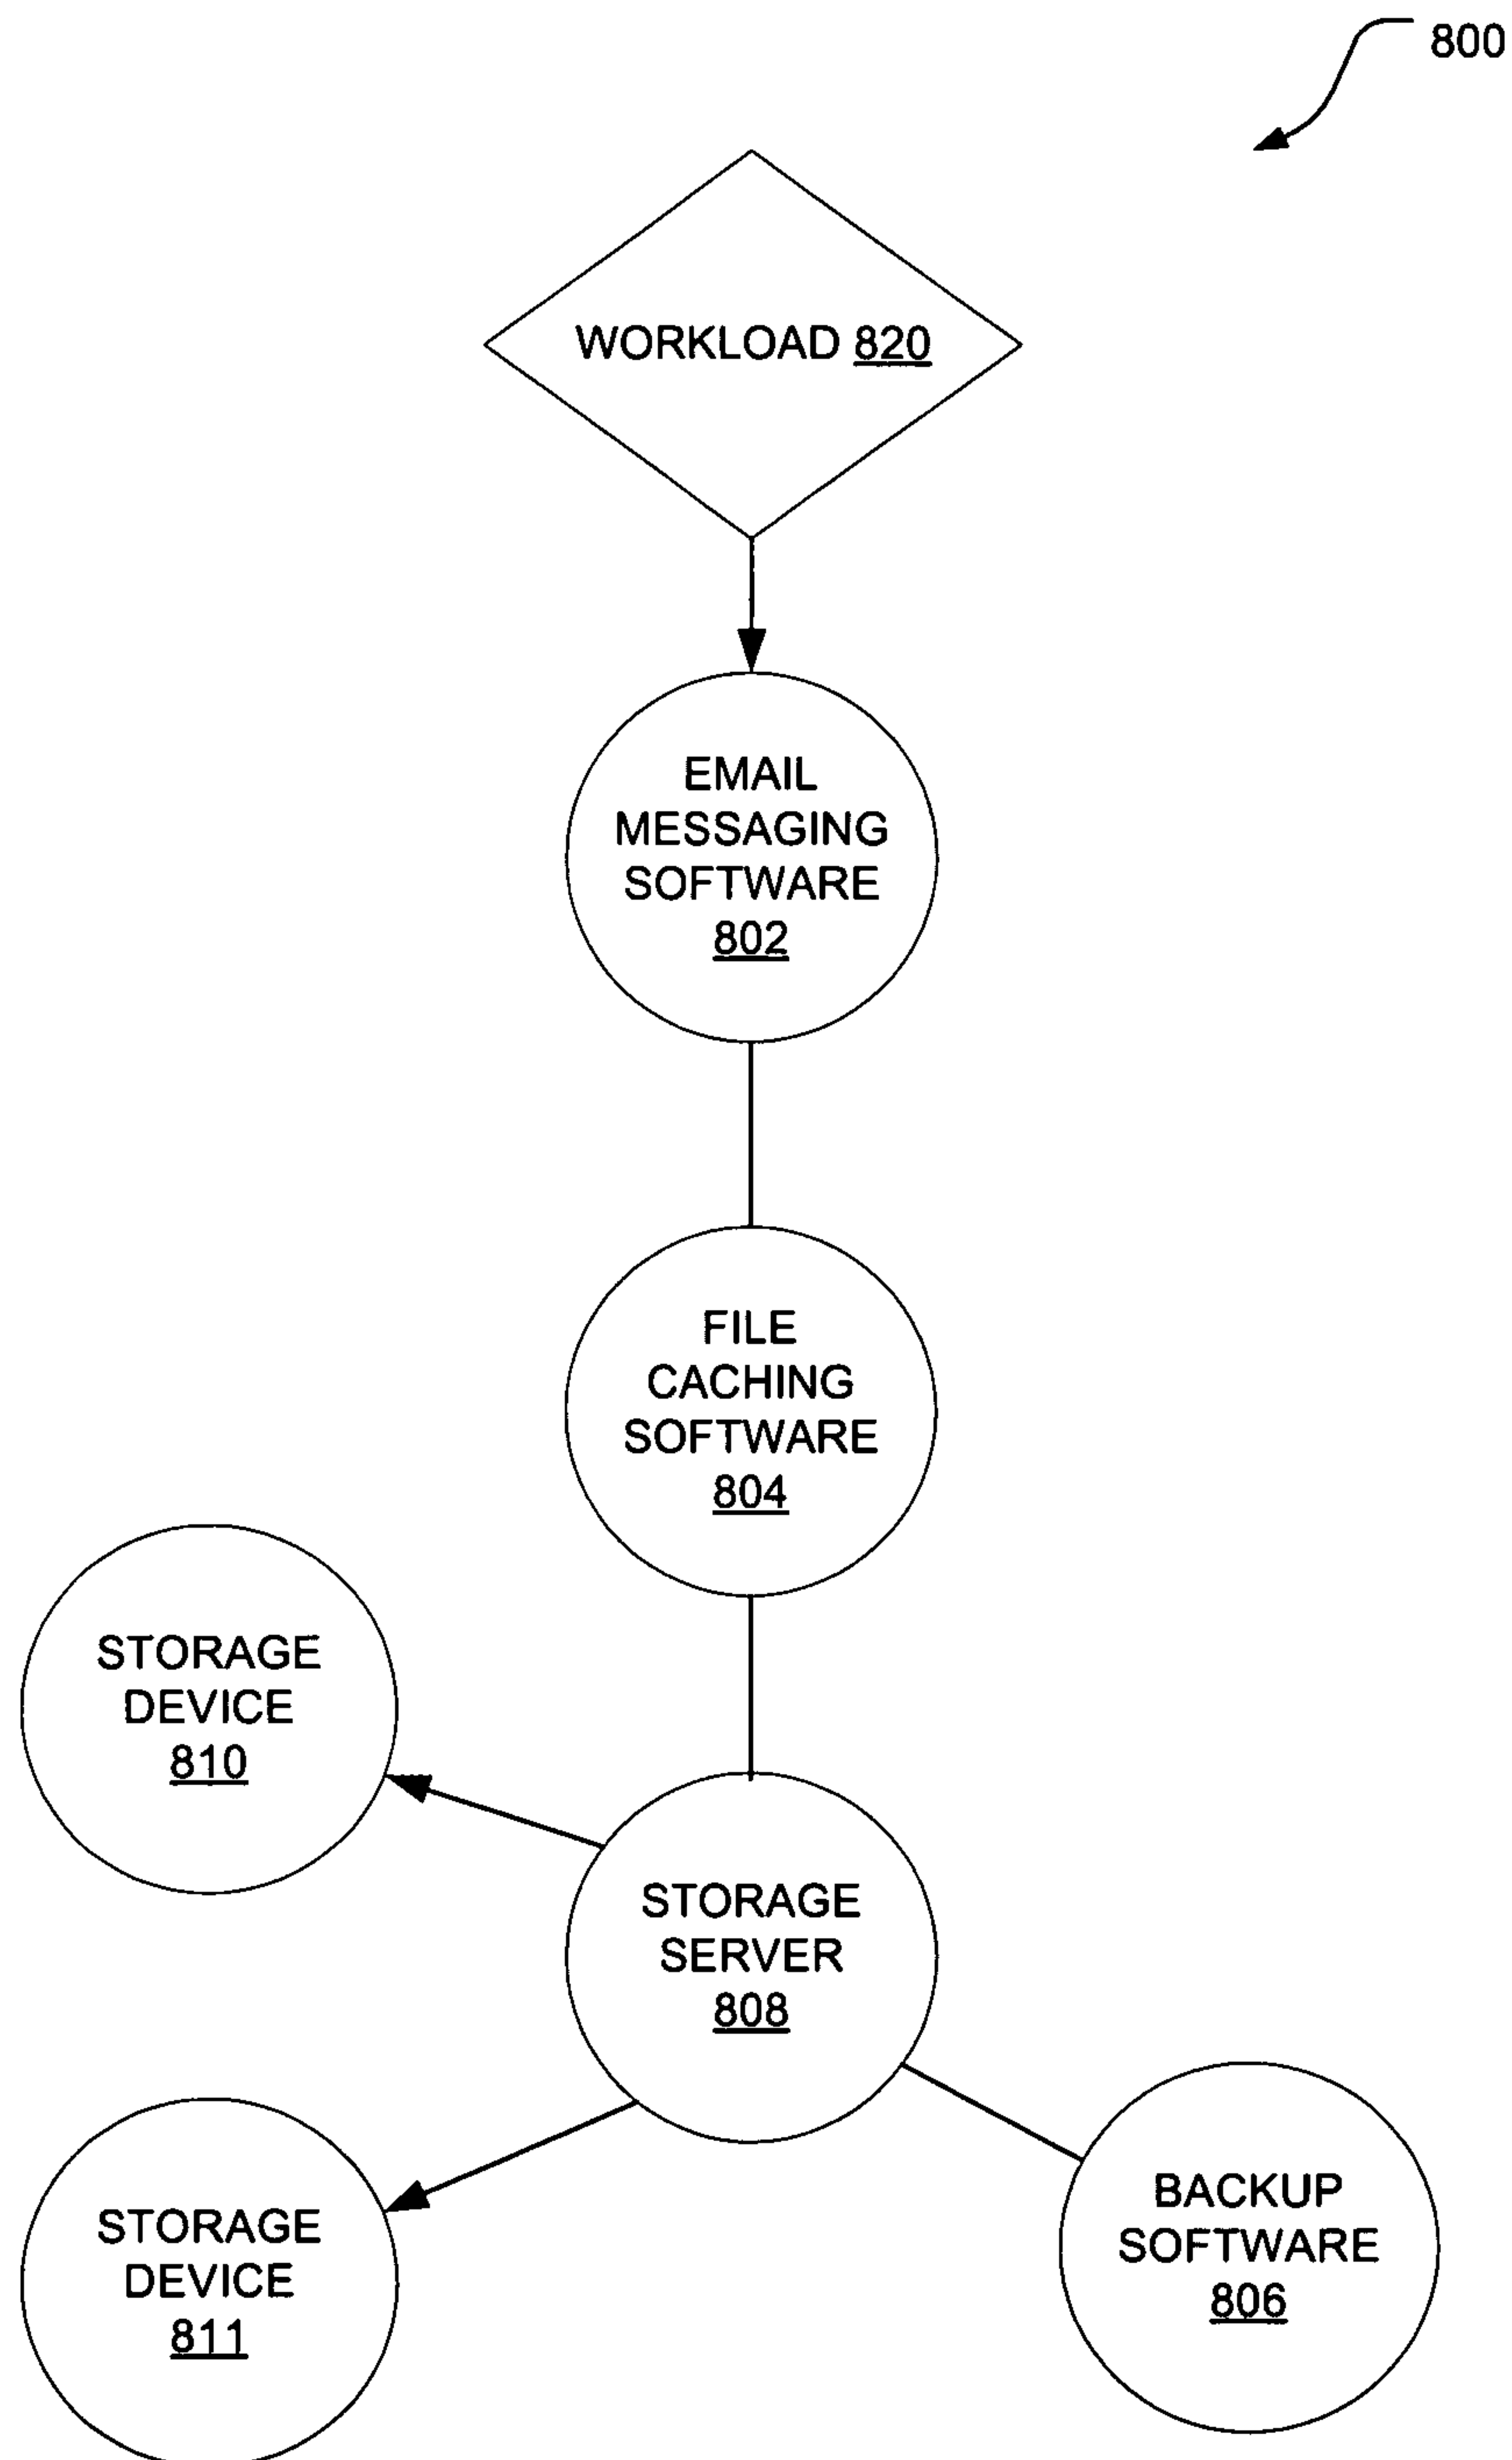 800
WORKLOAD 820
EMAIL
MESSAGING
SOFTWARE
802
FILE
CACHING
SOFTWARE
804
STORAGE
DEVICE
810
STORAGE
SERVER
808
STORAGE
DEVICE
811
BACKUP
SOFTWARE
806